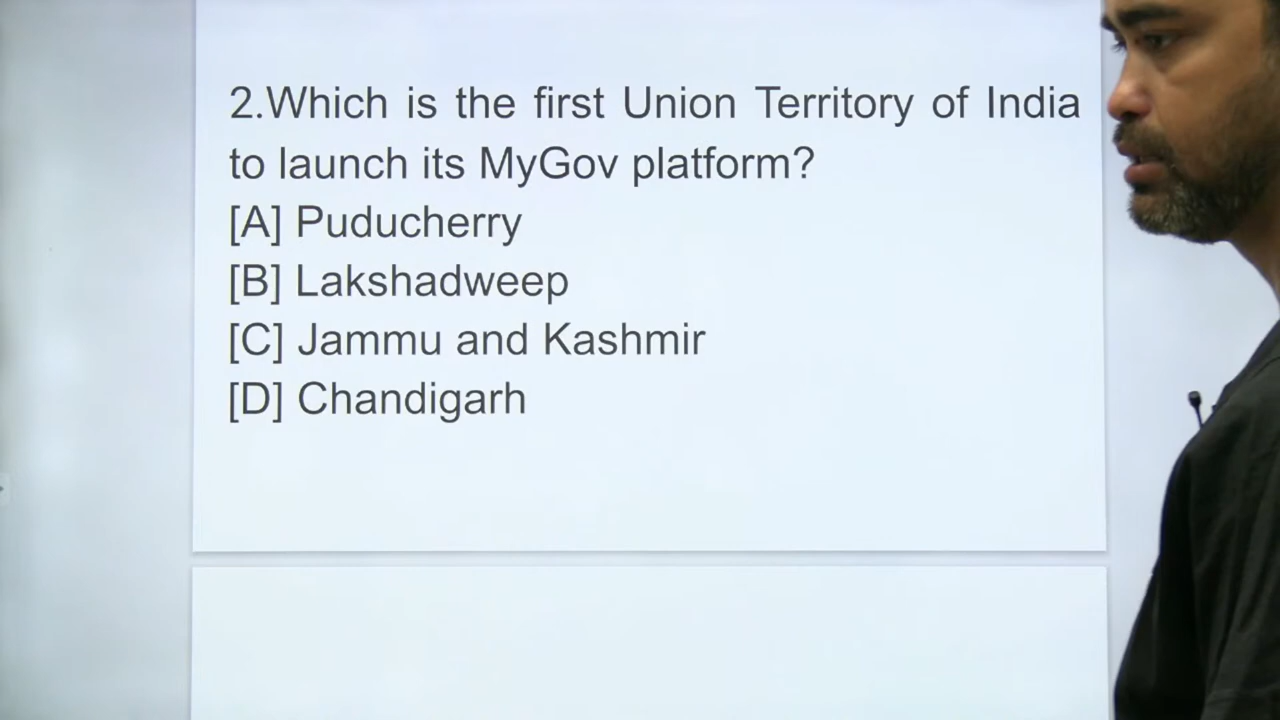 2.Which is the first Union Territory of India
to launch its MyGov platform?
[A] Puducherry
[B] Lakshadweep
[C] Jammu and Kashmir
[D] Chandigarh